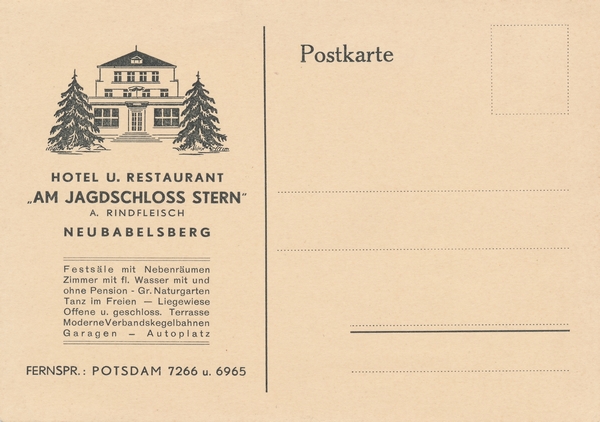 HOTEL U. RESTAURANT
„AM JAGDSCHLOSS STERN"
A. RINDFLEISCH
NEUBABELSBERG
Festsäle mit Nebenräumen
Zimmer mit fl. Wasser mit und
ohne Pension - Gr. Naturgarten
Tanz im Freien — Liegewiese
Offene u. geschloss. Terrasse
Moderne Verbandskegelbahnen
Garagen — Autoplatz
FERNSPR.: POTSDAM 7266 u. 6965
Postkarte